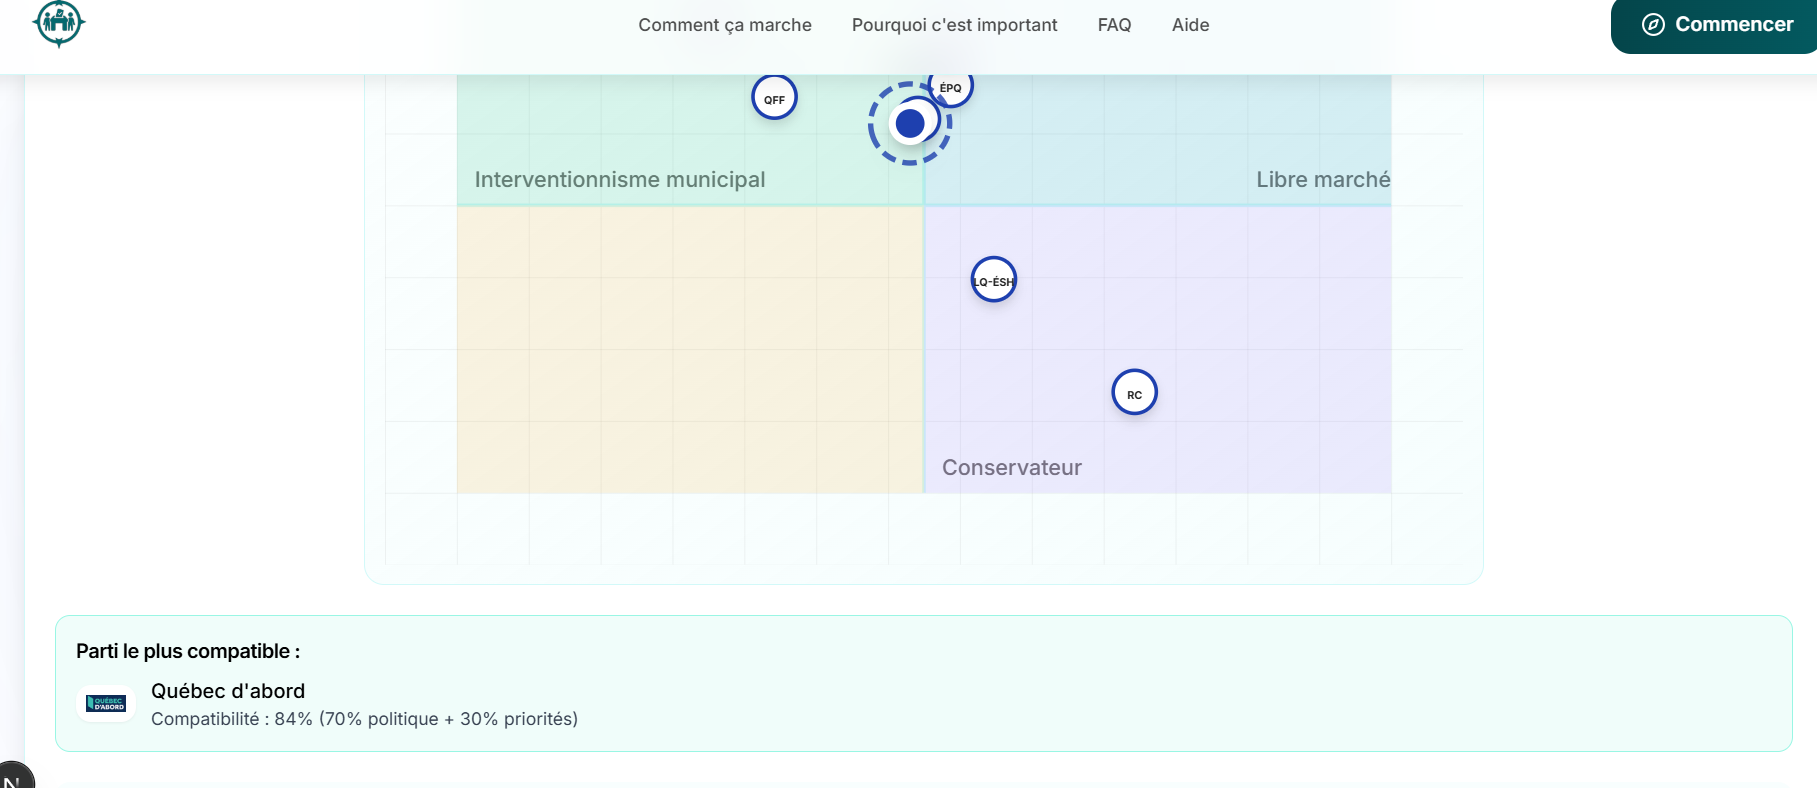 Comment ça marche
Pourquoi c'est important
FAQ
Aide
Commencer
QFF
ÉPQ
Interventionnisme municipal
Libre marché
LQ-ÉSH
RC
Conservateur
Parti le plus compatible :
QUÉBEC
D'ABORD
Québec d'abord
Compatibilité : 84% (70% politique + 30% priorités)
N